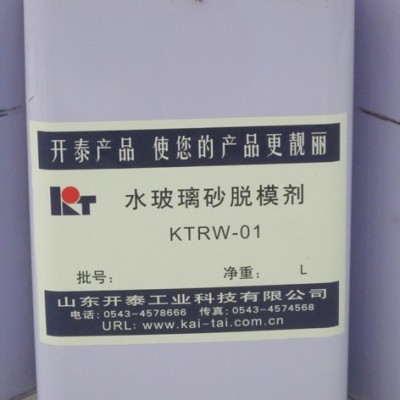 开泰产品 使您的产品更靓丽
KT 水玻璃砂脱模剂
KTRW-01
批号： 净重： L
山东开泰工业科技有限公司
电话：0543-4578666 传真：0543-4574568
URL: www.kai-tai.com.cn